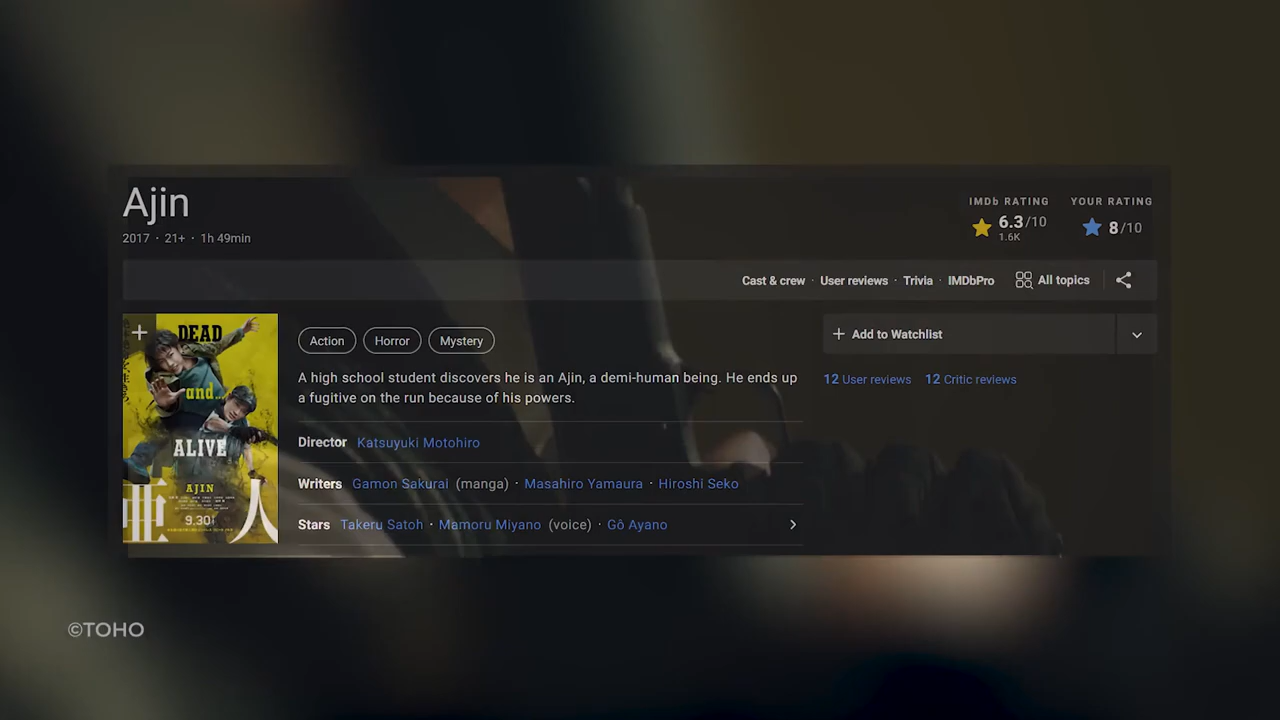 Ajin
2017 · 21+ · 1h 49min
IMDb RATING
6.3/10
1.6K
YOUR RATING
8/10
Cast & crew · User reviews · Trivia · IMDbPro
All topics
DEAD
and...
ALIVE
AJIN
亜人
9.30
Action
Horror
Mystery
A high school student discovers he is an Ajin, a demi-human being. He ends up
a fugitive on the run because of his powers.
Director Katsuyuki Motohiro
Writers Gamon Sakurai (manga) · Masahiro Yamaura · Hiroshi Seko
Stars Takeru Satoh · Mamoru Miyano (voice) · Gô Ayano
+ Add to Watchlist
12 User reviews 12 Critic reviews
©TOHO